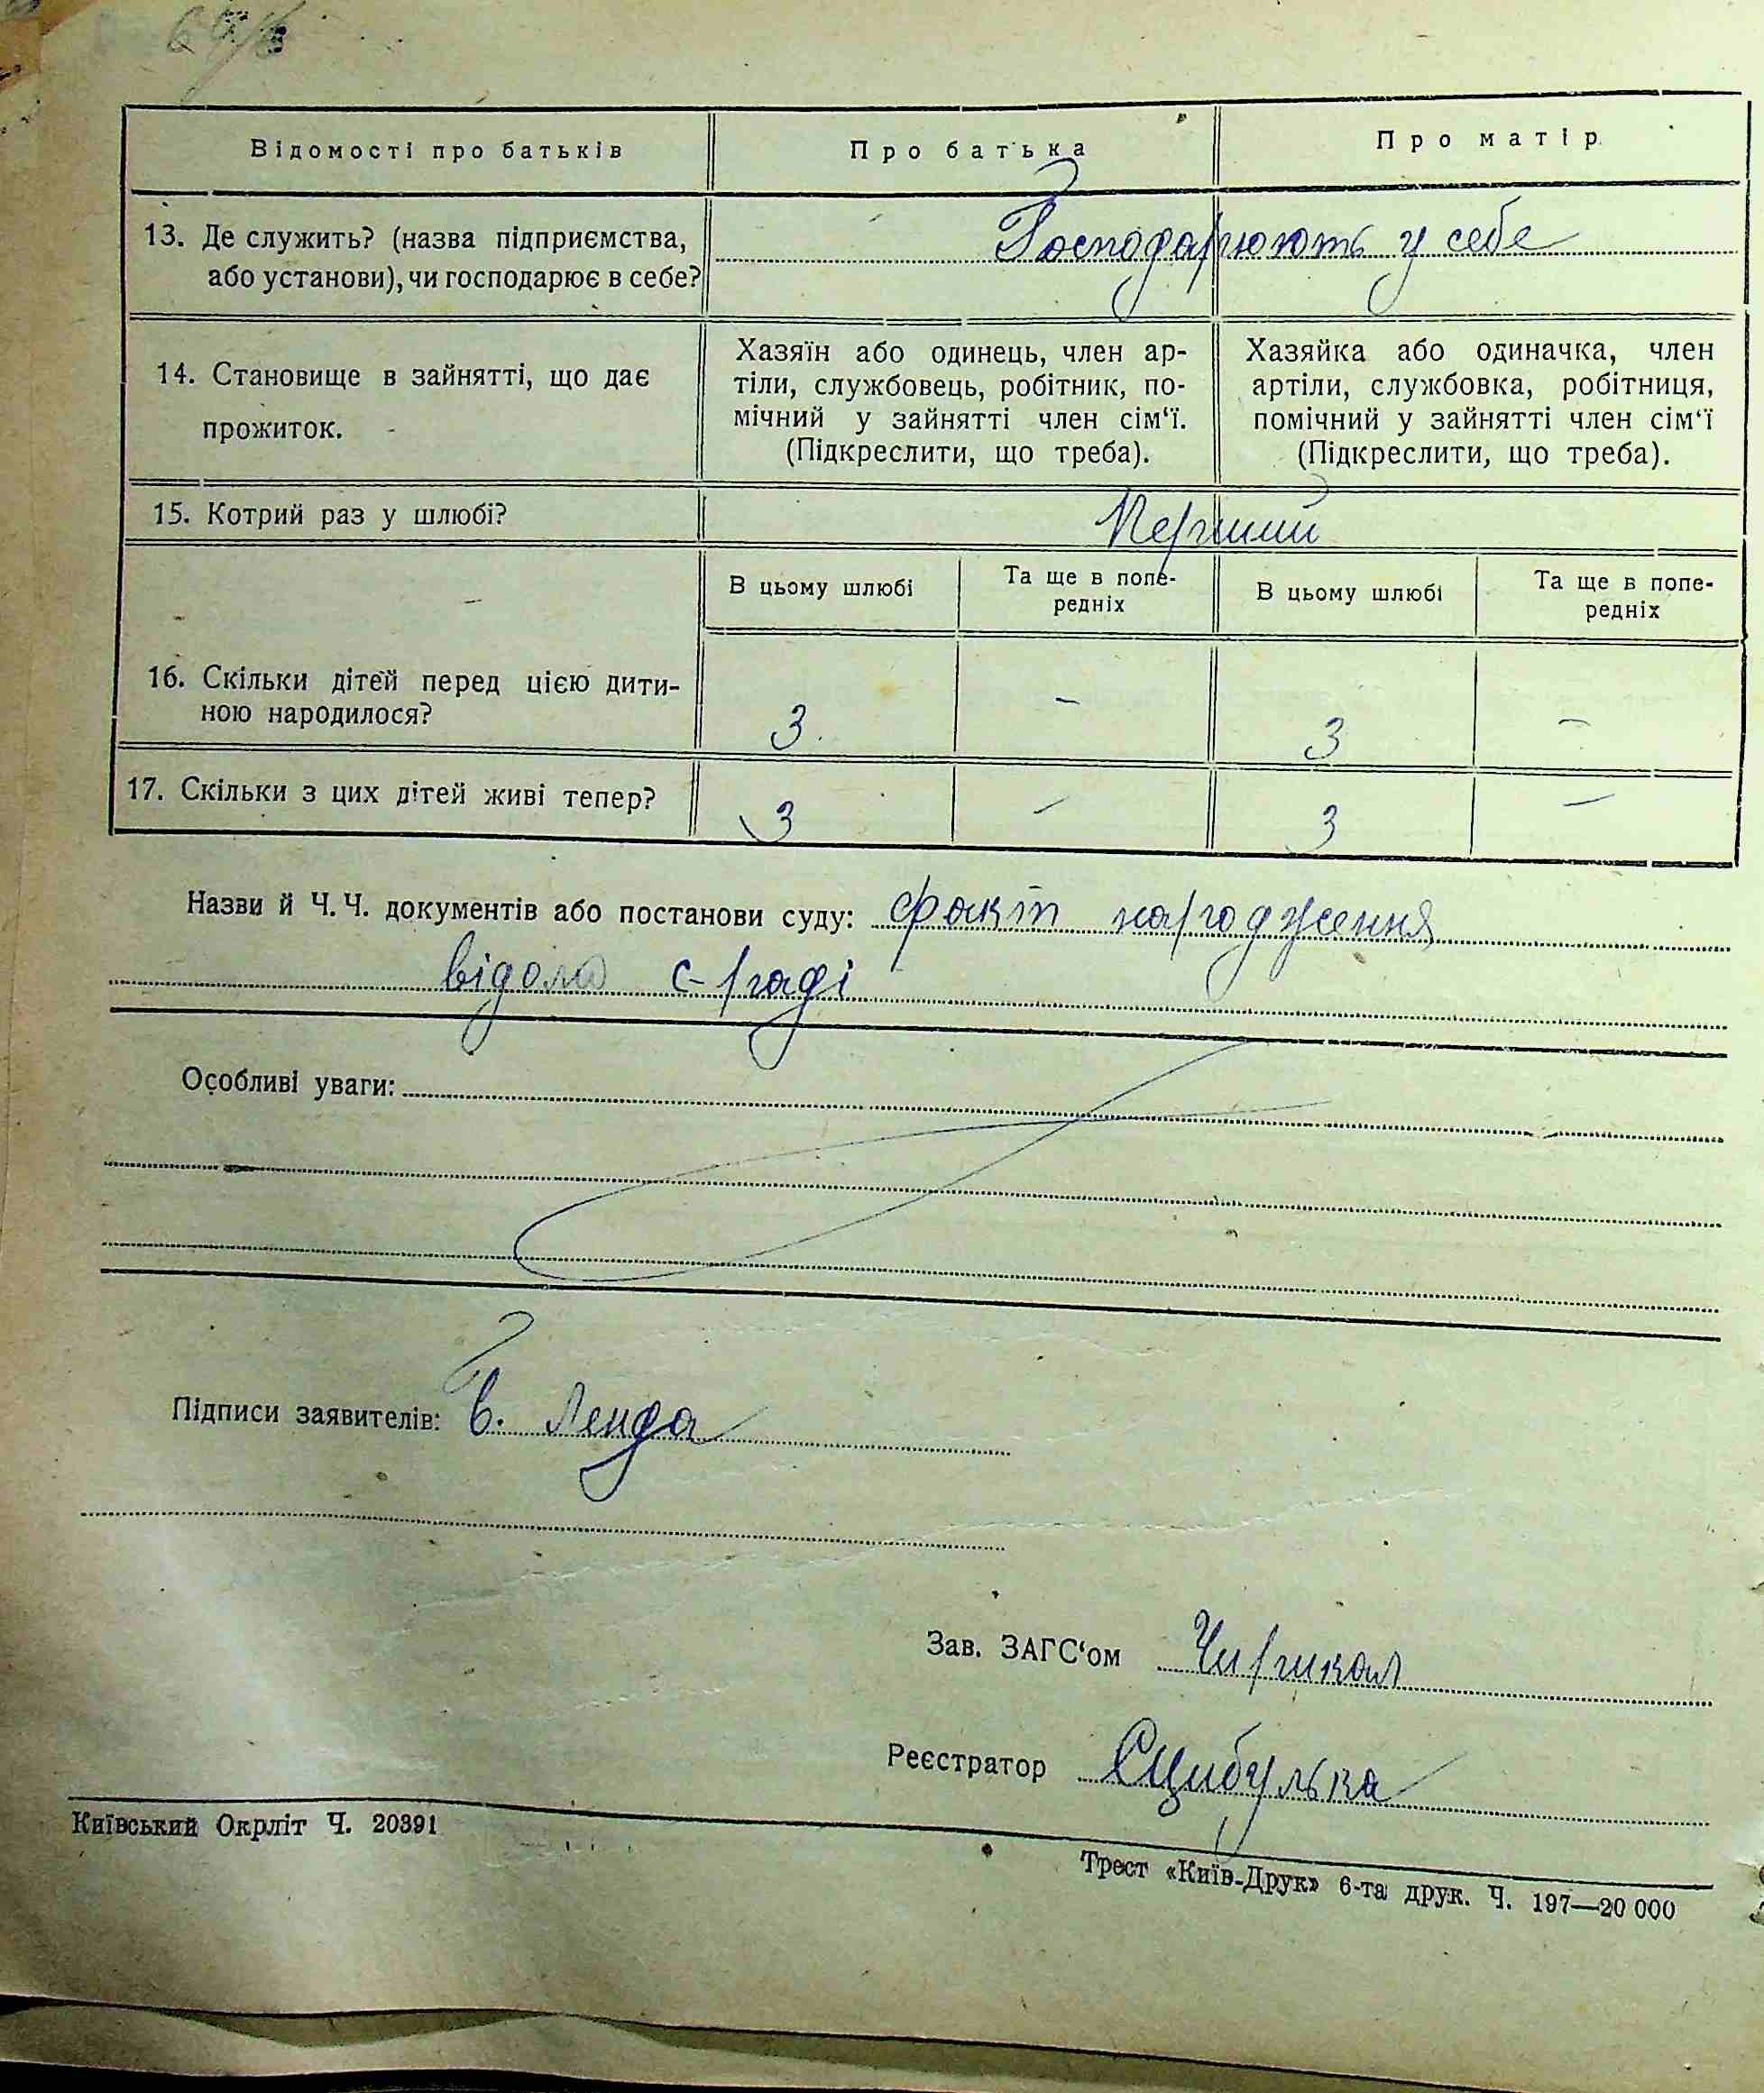 Відомості про батьків Про батька Про матір
13. Де служить? (назва підприємства,
або установи), чи господарює в себе?
Господарюють у себе
14. Становище в зайнятті, що дає
прожиток.
Хазяїн або одинець, член ар-
тіли, службовець, робітник, по-
мічний у зайнятті член сім‘ї.
(Підкреслити, що треба).
Хазяйка або одиначка, член
артіли, службовка, робітниця,
помічний у зайнятті член сім‘ї
(Підкреслити, що треба).
15. Котрий раз у шлюбі? Перший
В цьому шлюбі
Та ще в попе-
редніх
В цьому шлюбі
Та ще в попе-
редніх
16. Скільки дітей перед цією дити-
ною народилося?
3 - 3 -
17. Скільки з цих дітей живі тепер? 3 - 3 -
Назви й Ч. Ч. документів або постанови суду: факт народження
відомо с-раді
Особливі уваги:
Підписи заявителів: В. Ленда
Зав. ЗАГС‘ом
Реєстратор ЄЦибулька
Київський Окрліт Ч. 20391
Трест «Київ-Друк» 6-та друк. Ч. 197—20 000